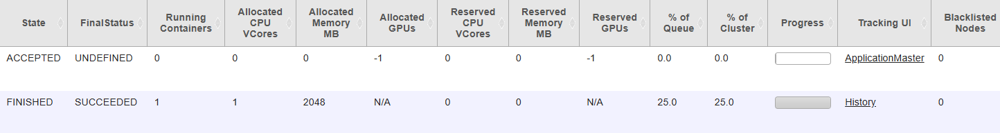 State FinalStatus Running Containers Allocated CPU VCores Allocated Memory MB Allocated GPUs Reserved CPU VCores Reserved Memory MB Reserved GPUs % of Queue % of Cluster Progress Tracking UI Blacklisted Nodes
ACCEPTED UNDEFINED 0 0 0 -1 0 0 -1 0.0 0.0 ApplicationMaster 0
FINISHED SUCCEEDED 1 1 2048 N/A 0 0 N/A 25.0 25.0 History 0